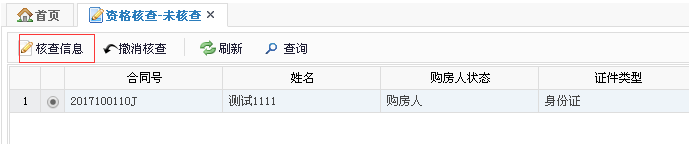 首页 资格核查-未核查 ×
核查信息 撤消核查 刷新 查询
合同号 姓名 购房人状态 证件类型
1 2017100110J 测试1111 购房人 身份证